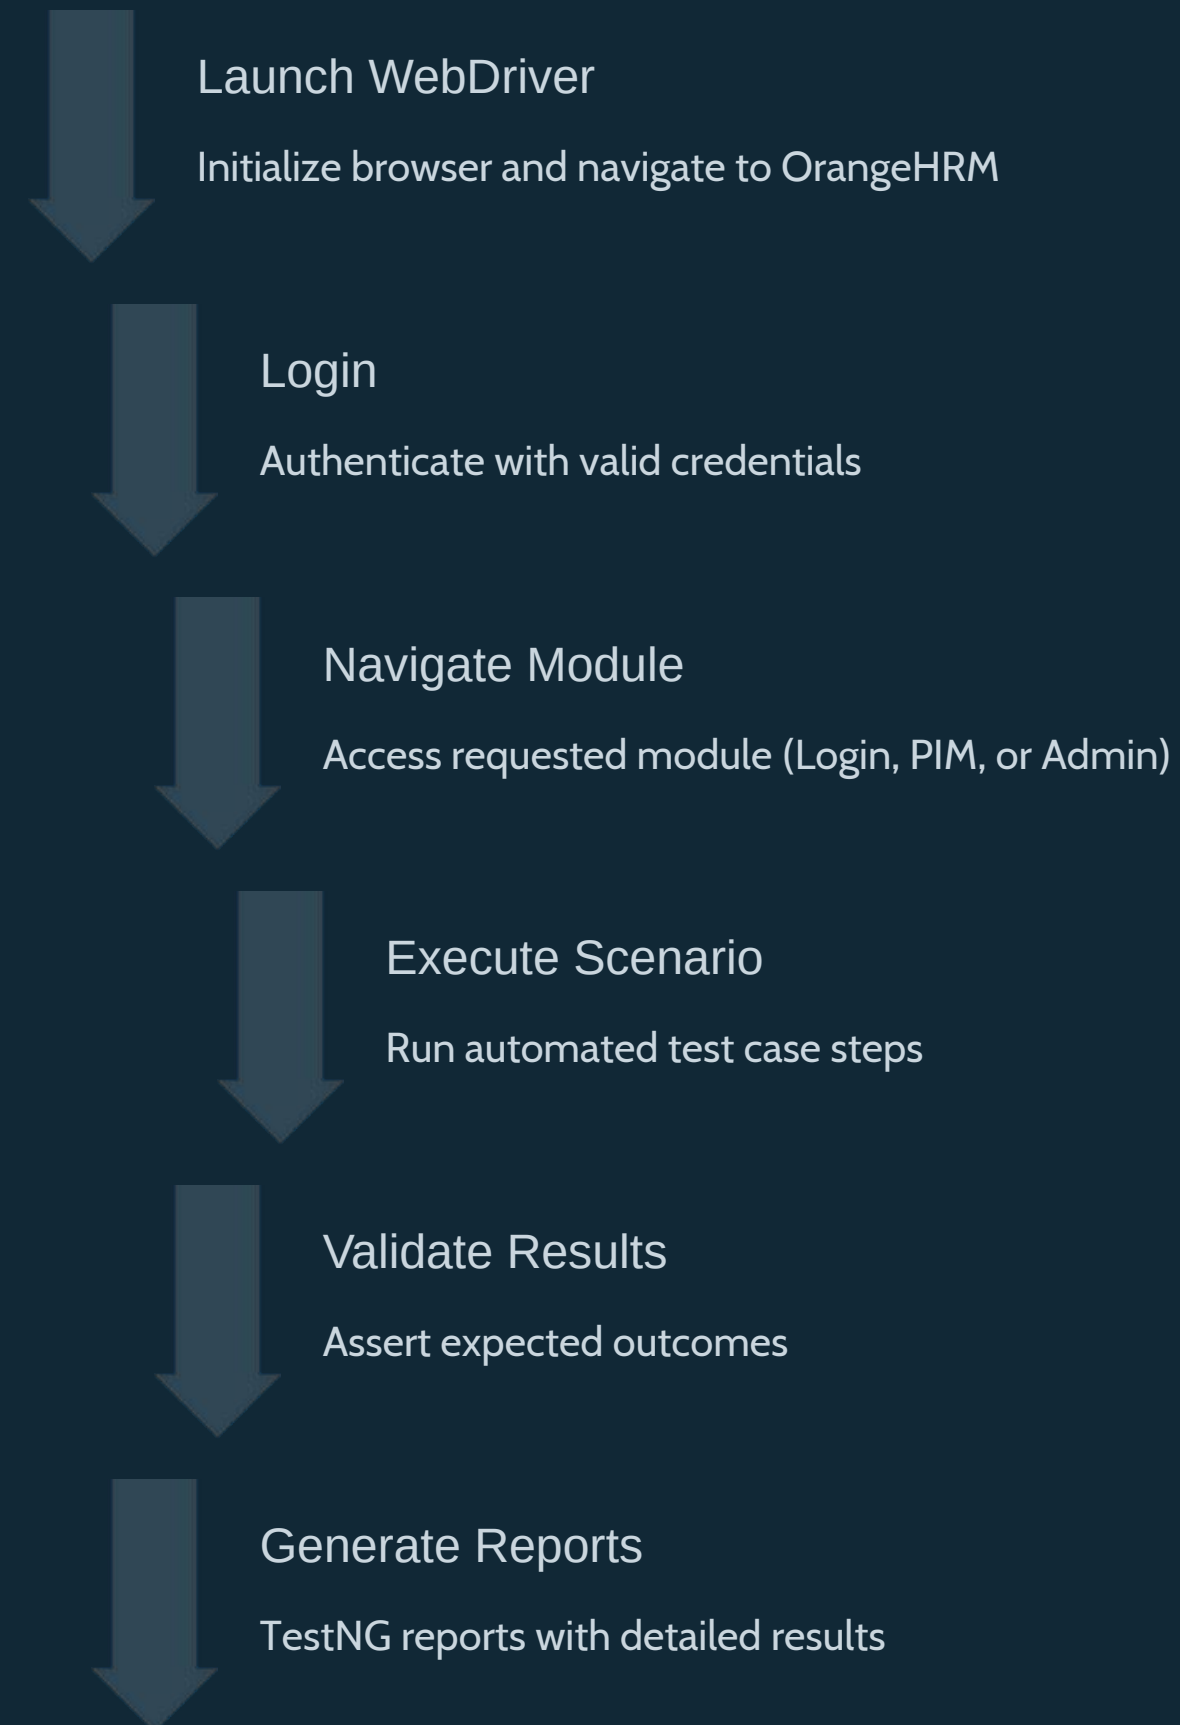 Launch WebDriver
Initialize browser and navigate to OrangeHRM
Login
Authenticate with valid credentials
Navigate Module
Access requested module (Login, PIM, or Admin)
Execute Scenario
Run automated test case steps
Validate Results
Assert expected outcomes
Generate Reports
TestNG reports with detailed results